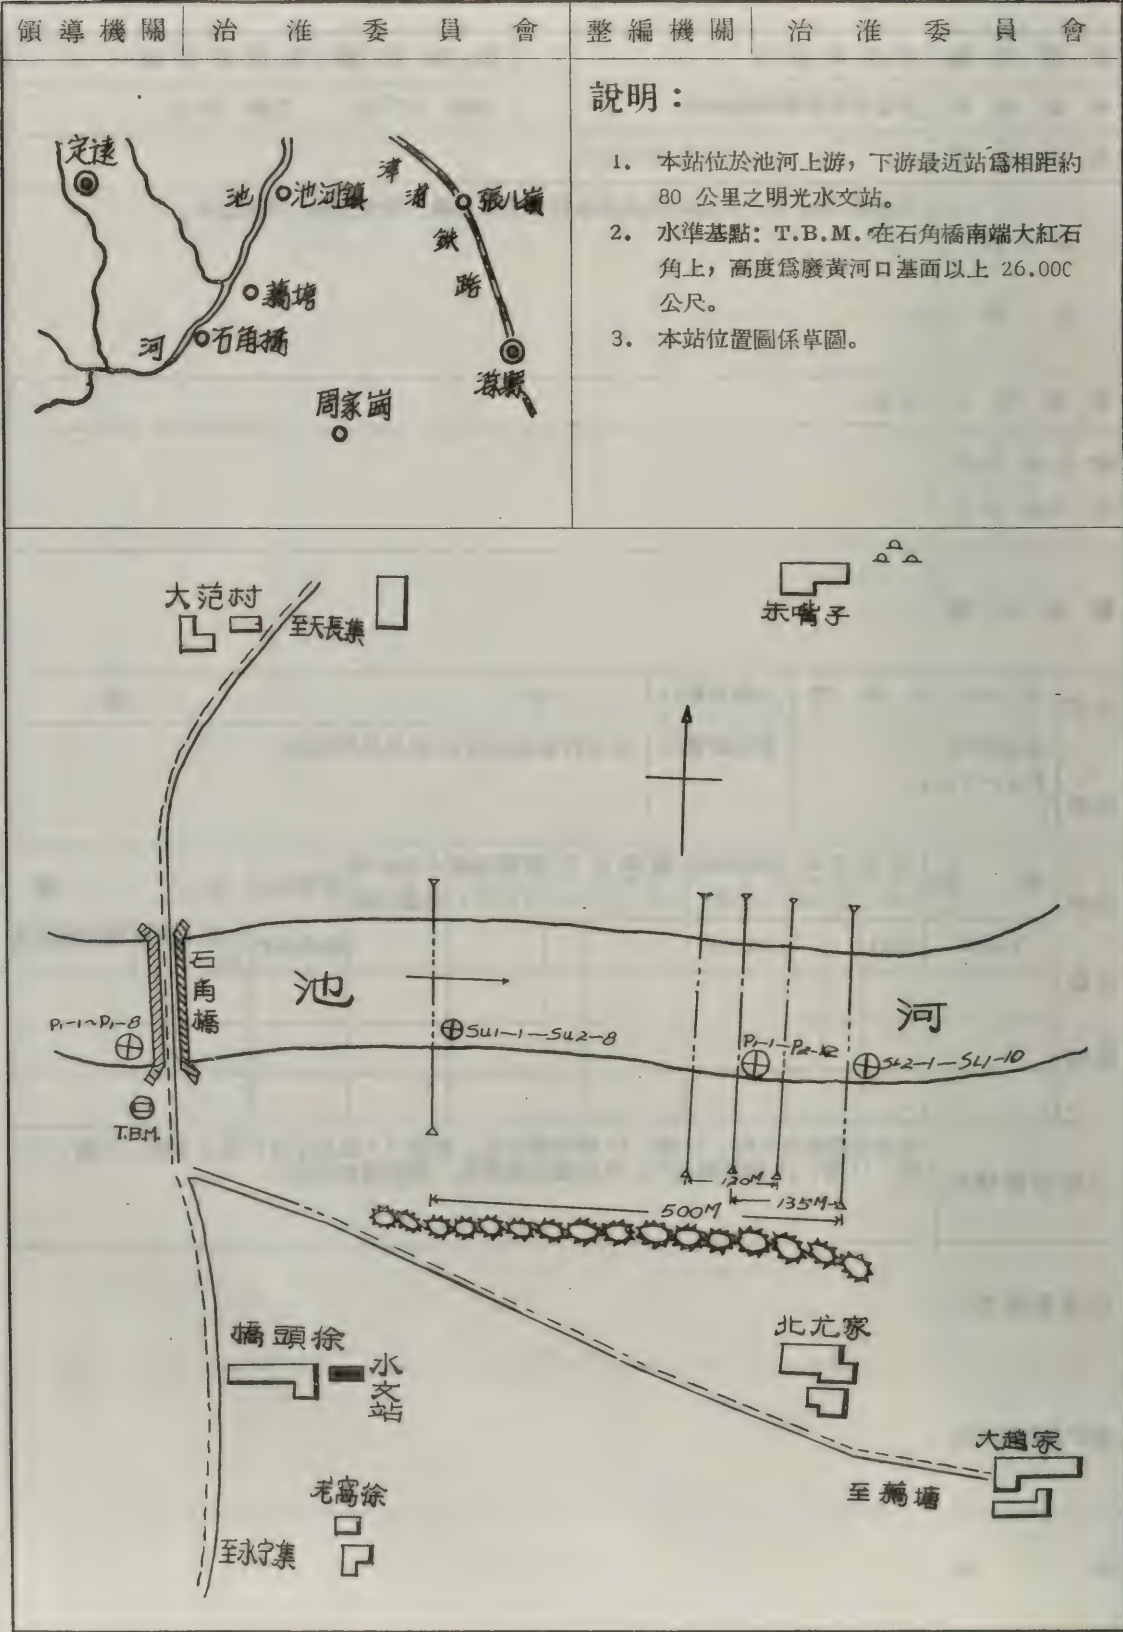 領導機關 治淮委員會 整編機關 治淮委員會
定遠
池
池河鎮
津浦鉄路
張八嶺
藕塘
石角橋
河
滁縣
周家崗
說明：
1. 本站位於池河上游，下游最近站爲相距約
80 公里之明光水文站。
2. 水準基點：T.B.M. 在石角橋南端大紅石
角上，高度爲廢黃河口基面以上 26.000
公尺。
3. 本站位置圖係草圖。
大范村
至天長集
朱嘴子
石角橋
池
河
P1-1~P1-8
SU1-1—SU2-8
P1-1—P2-12
SL2-1—SL1-10
T.B.M.
120M
135M
500M
橋頭徐
水文站
北尤家
大趙家
至藕塘
老窩徐
至永宁集